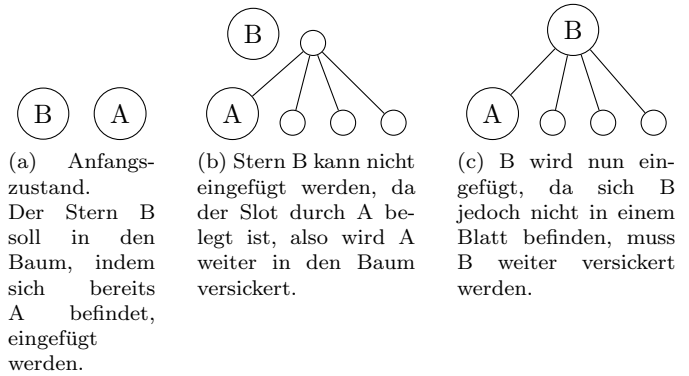 B A
(a) Anfangs-
zustand.
Der Stern B
soll in den
Baum, indem
sich bereits
A befindet,
eingefügt
werden.
B
A
(b) Stern B kann nicht
eingefügt werden, da
der Slot durch A be-
legt ist, also wird A
weiter in den Baum
versickert.
B
A
(c) B wird nun ein-
gefügt, da sich B
jedoch nicht in einem
Blatt befinden, muss
B weiter versickert
werden.